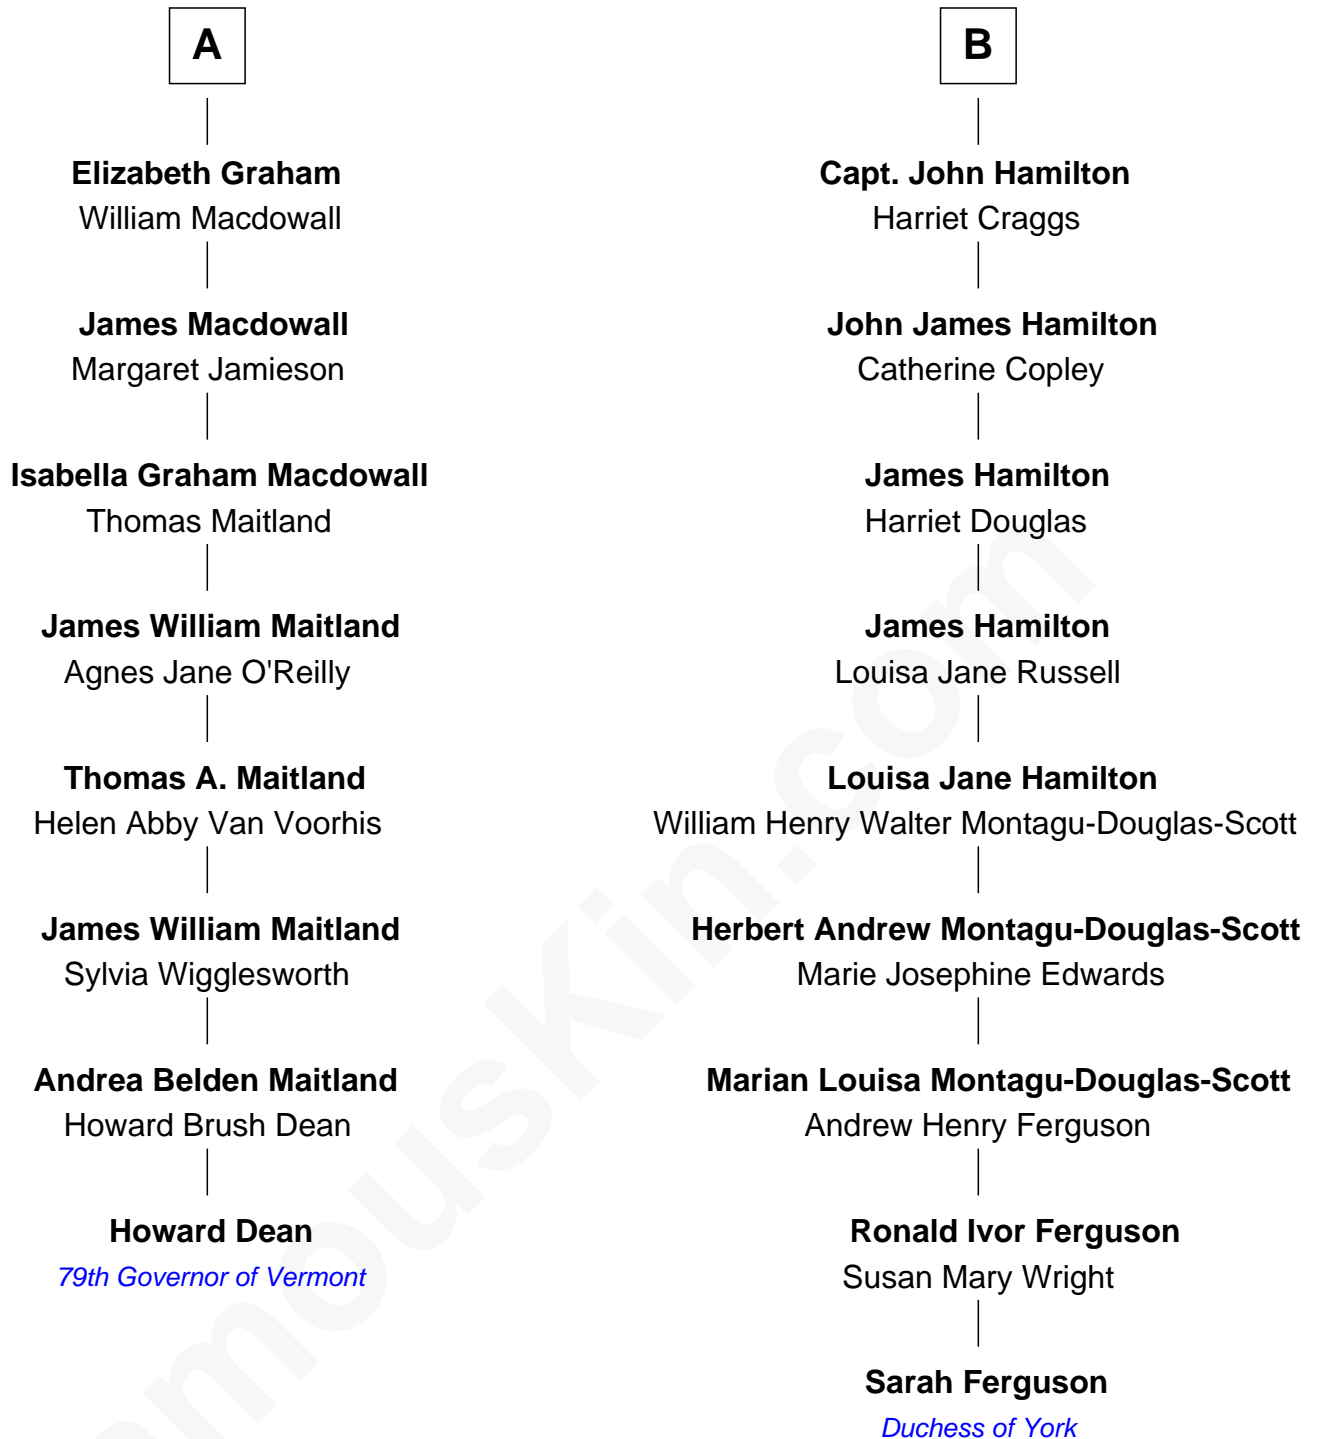 A
Elizabeth Graham
William Macdowall
James Macdowall
Margaret Jamieson
Isabella Graham Macdowall
Thomas Maitland
James William Maitland
Agnes Jane O'Reilly
Thomas A. Maitland
Helen Abby Van Voorhis
James William Maitland
Sylvia Wigglesworth
Andrea Belden Maitland
Howard Brush Dean
Howard Dean
79th Governor of Vermont
B
Capt. John Hamilton
Harriet Craggs
John James Hamilton
Catherine Copley
James Hamilton
Harriet Douglas
James Hamilton
Louisa Jane Russell
Louisa Jane Hamilton
William Henry Walter Montagu-Douglas-Scott
Herbert Andrew Montagu-Douglas-Scott
Marie Josephine Edwards
Marian Louisa Montagu-Douglas-Scott
Andrew Henry Ferguson
Ronald Ivor Ferguson
Susan Mary Wright
Sarah Ferguson
Duchess of York
amousKin.com